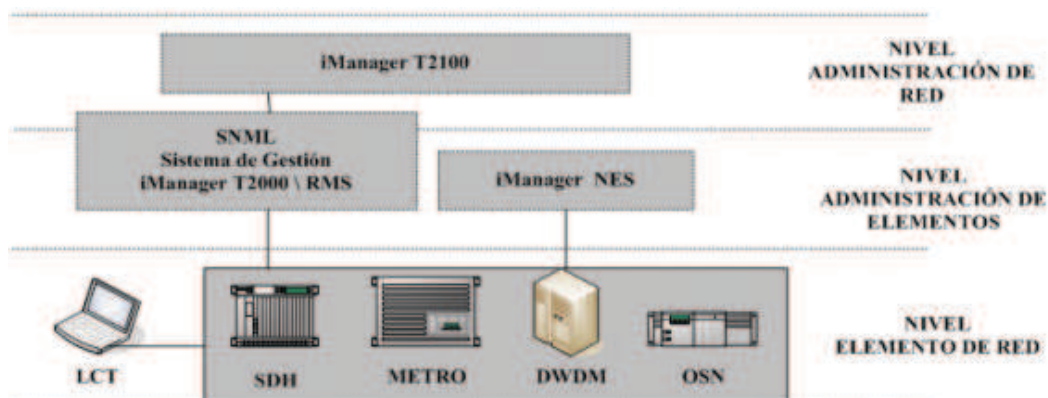 iManager T2100
NIVEL
ADMINISTRACIÓN DE
RED
SNML
Sistema de Gestión
iManager T2000 \ RMS
iManager NES
NIVEL
ADMINISTRACIÓN DE
ELEMENTOS
LCT
SDH
METRO
DWDM
OSN
NIVEL
ELEMENTO DE RED